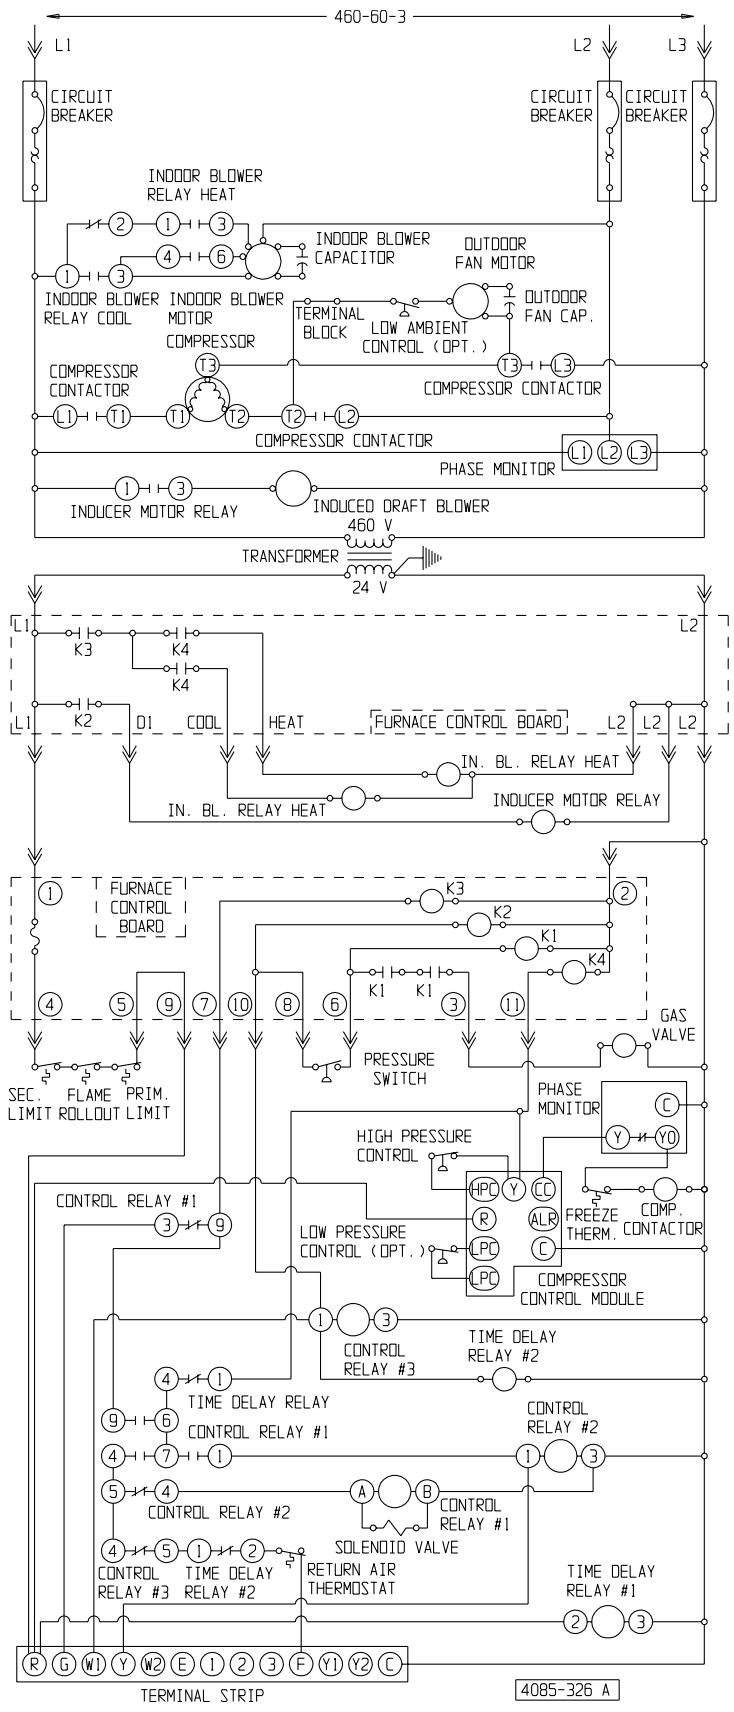 460-60-3
L1
L2
L3
CIRCUIT
BREAKER
CIRCUIT
BREAKER
CIRCUIT
BREAKER
INDOOR BLOWER
RELAY HEAT
2 1 3
4 6
1 3
INDOOR BLOWER
CAPACITOR
OUTDOOR
FAN MOTOR
INDOOR BLOWER
RELAY COOL
INDOOR BLOWER
MOTOR
TERMINAL
BLOCK
LOW AMBIENT
CONTROL (OPT.)
OUTDOOR
FAN CAP.
COMPRESSOR
T3
T3 L3
COMPRESSOR
CONTACTOR
COMPRESSOR CONTACTOR
L1 T1 T1 T2 T2 L2
COMPRESSOR CONTACTOR
L1 L2 L3
PHASE MONITOR
1 3
INDUCER MOTOR RELAY
INDUCED DRAFT BLOWER
460 V
TRANSFORMER
24 V
L1
L2
K3
K4
K4
K2
L1
D1
COOL
HEAT
FURNACE CONTROL BOARD
L2
L2
L2
IN. BL. RELAY HEAT
IN. BL. RELAY HEAT
INDUCER MOTOR RELAY
1
FURNACE
CONTROL
BOARD
2
K3
K2
K1
K4
K1
K1
4 5 9 7 10 8 6 3 11
GAS
VALVE
PRESSURE
SWITCH
SEC.
LIMIT
FLAME
ROLLOUT
PRIM.
LIMIT
PHASE
MONITOR
C
Y YO
HIGH PRESSURE
CONTROL
HPC Y CC
R ALR
LPC C
LPC
FREEZE
THERM.
COMP.
CONTACTOR
CONTROL RELAY #1
3 9
LOW PRESSURE
CONTROL (OPT.)
COMPRESSOR
CONTROL MODULE
1 3
CONTROL
RELAY #3
TIME DELAY
RELAY #2
4 1
TIME DELAY RELAY
9 6
CONTROL RELAY #1
CONTROL
RELAY #2
4 7 1
1 3
5 4
CONTROL RELAY #2
A B
CONTROL
RELAY #1
SOLENOID VALVE
4 5 1 2
CONTROL
RELAY #3
TIME DELAY
RELAY #2
RETURN AIR
THERMOSTAT
TIME DELAY
RELAY #1
2 3
R G W1 Y W2 E 1 2 3 F Y1 Y2 C
TERMINAL STRIP
4085-326 A